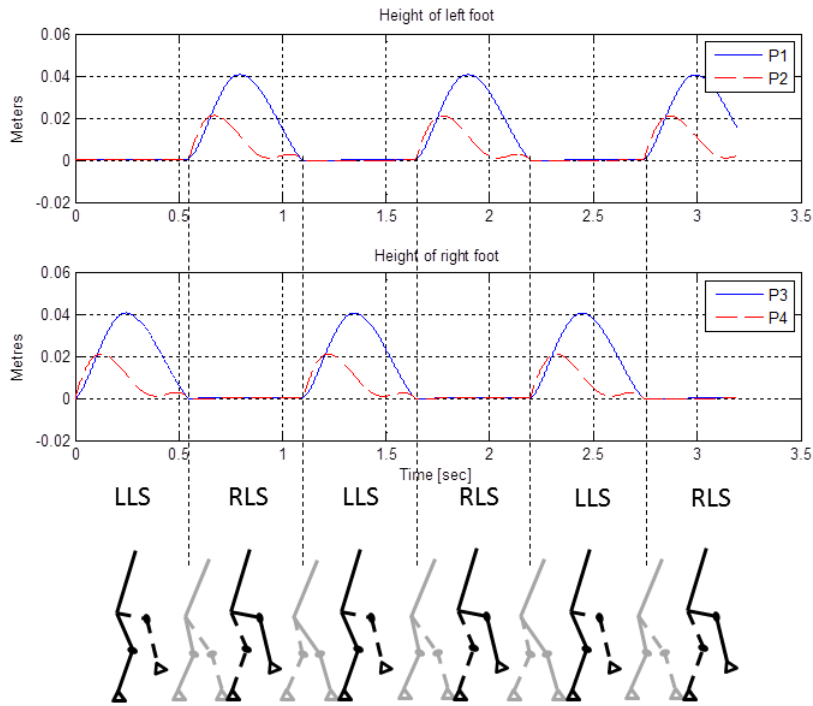 Height of left foot
0.06
0.04
0.02
0
-0.02
Meters
P1
P2
0 0.5 1 1.5 2 2.5 3 3.5
Height of right foot
0.06
0.04
0.02
0
-0.02
Metres
P3
P4
0 0.5 1 1.5 2 2.5 3 3.5
Time [sec]
LLS RLS LLS RLS LLS RLS